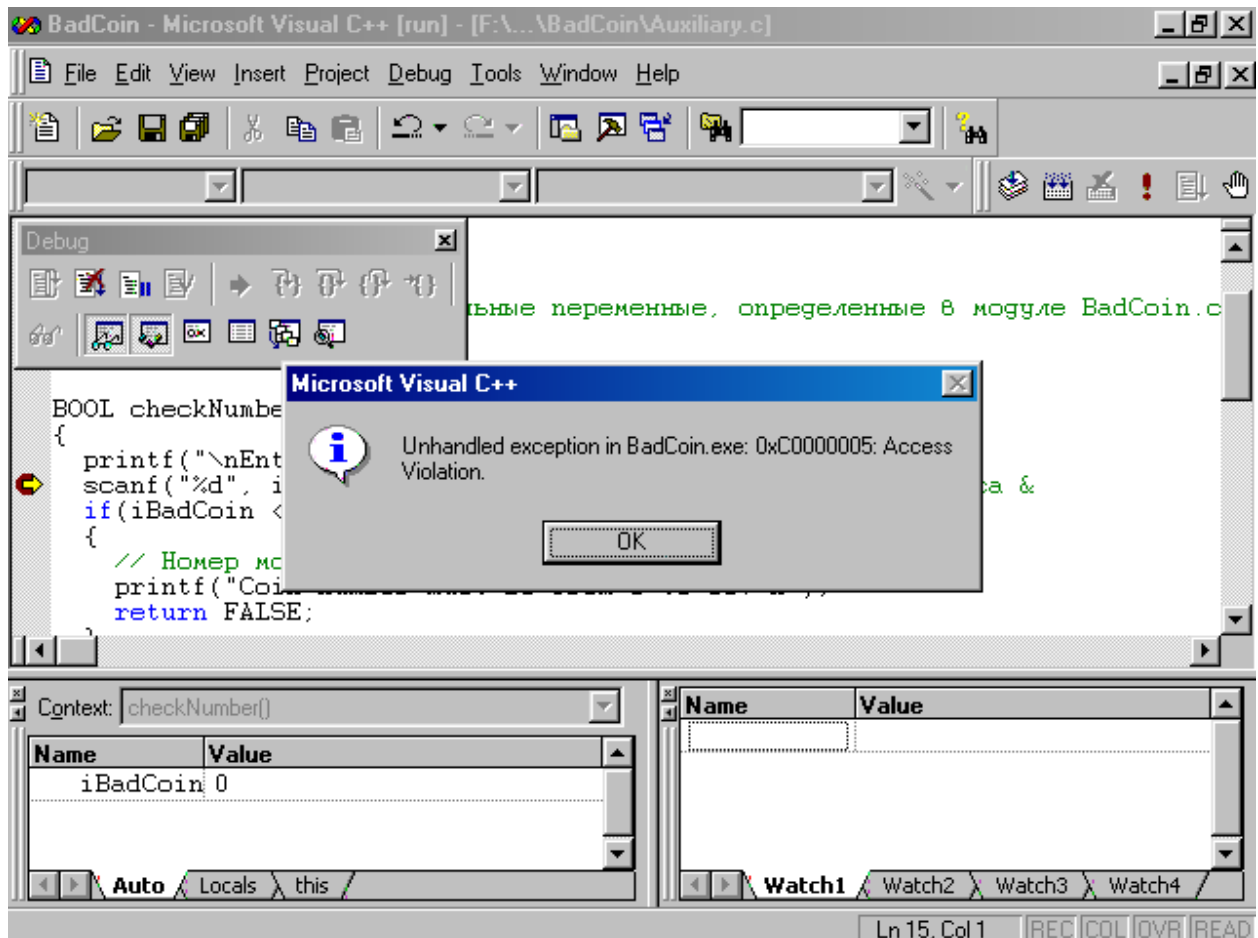 BadCoin - Microsoft Visual C++ [run] - [F:\...\BadCoin\Auxiliary.c]
File Edit View Insert Project Debug Tools Window Help
Debug
переменные, определенные в модуле BadCoin.c
BOOL checkNumbe
{
printf("\nEnt
scanf("%d", i
&
if(iBadCoin <
{
// Номер мо
printf("Coin
return FALSE;
Microsoft Visual C++
Unhandled exception in BadCoin.exe: 0xC0000005: Access
Violation.
OK
Context: checkNumber()
Name Value
iBadCoin 0
Auto Locals this
Name Value
Watch1 Watch2 Watch3 Watch4
Ln 15, Col 1 REC COL OVR READ